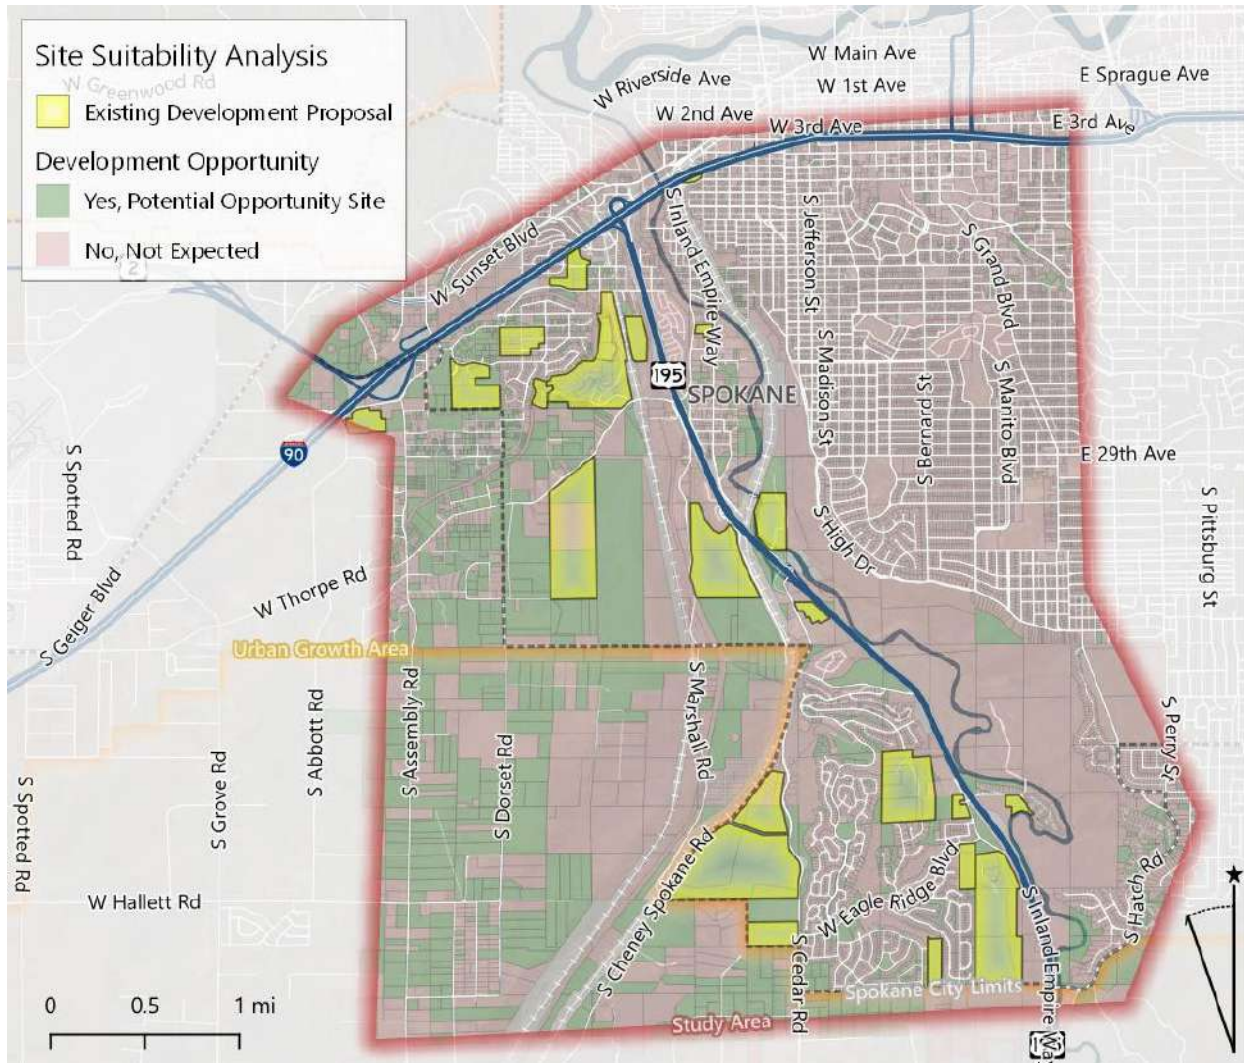 Site Suitability Analysis
W Greenwood Rd
Existing Development Proposal
Development Opportunity
Yes, Potential Opportunity Site
No, Not Expected
2
W Main Ave
W Riverside Ave
W 1st Ave
E Sprague Ave
W 2nd Ave
W 3rd Ave
E 3rd Ave
W Sunset Blvd
S Inland Empire Way
S Jefferson St
S Grand Blvd
195
SPOKANE
S Madison St
S Bernard St
S Manito Blvd
E 29th Ave
90
S Spotted Rd
S Geiger Blvd
W Thorpe Rd
S High Dr
S Pittsburg St
Urban Growth Area
S Spotted Rd
S Grove Rd
S Abbott Rd
S Assembly Rd
S Dorset Rd
S Marshall Rd
S Perry St
W Hallett Rd
S Cheney Spokane Rd
S Cedar Rd
W Eagle Ridge Blvd
S Inland Empire Way
S Hatch Rd
Spokane City Limits
Study Area
0 0.5 1 mi